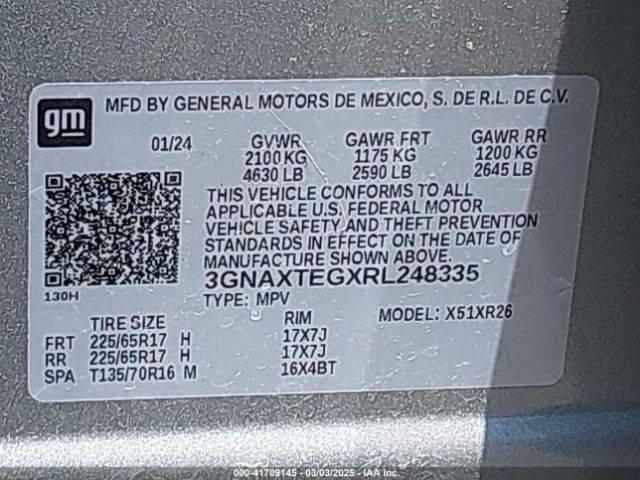 gm
MFD BY GENERAL MOTORS DE MEXICO, S. DE R.L. DE C.V.
01/24 GVWR GAWR FRT GAWR RR
2100 KG 1175 KG 1200 KG
4630 LB 2590 LB 2645 LB
THIS VEHICLE CONFORMS TO ALL
APPLICABLE U.S. FEDERAL MOTOR
VEHICLE SAFETY AND THEFT PREVENTION
STANDARDS IN EFFECT ON THE DATE OF
MANUFACTURE SHOWN ABOVE.
3GNAXTEGXRL248335
130H
TYPE: MPV MODEL: X51XR26
TIRE SIZE RIM
FRT 225/65R17 H 17X7J
RR 225/65R17 H 17X7J
SPA T135/70R16 M 16X4BT
000-41709145 - 03/03/2025 - IAA Inc.